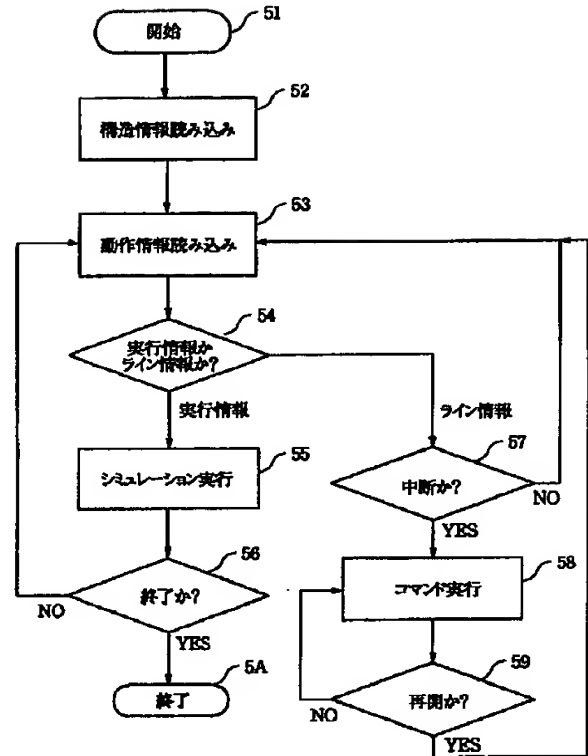 開始
51
52
構造情報読み込み
53
動作情報読み込み
54
実行情報か
ライン情報か?
実行情報
ライン情報
55
シミュレーション実行
57
中断か?
NO
YES
56
終了か?
NO
YES
58
コマンド実行
5A
終了
59
再開か?
NO
YES